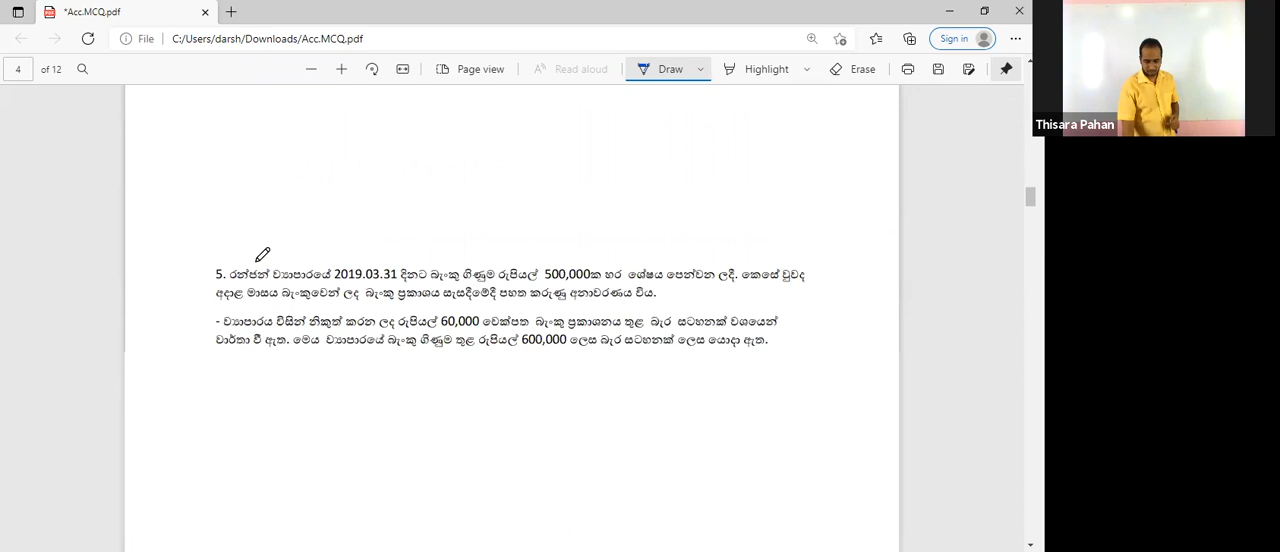 *Acc.MCQ.pdf
File
C:/Users/darsh/Downloads/Acc.MCQ.pdf
Sign in
4 of 12
Page view
Read aloud
Draw
Highlight
Erase
Thisara Pahan
5. රන්ජන් ව්‍යාපාරයේ 2019.03.31 දිනට බැංකු ගිණුම රුපියල් 500,000ක හර ශේෂය පෙන්වන ලදී. කෙසේ වුවද
අදාළ මාසය බැංකුවෙන් ලද බැංකු ප්‍රකාශය සැසදීමේදී පහත කරුණු අනාවරණය විය.
- ව්‍යාපාරය විසින් නිකුත් කරන ලද රුපියල් 60,000 චෙක්පත බැංකු ප්‍රකාශනය තුළ බැර සටහනක් වශයෙන්
වාර්තා වී ඇත. මෙය ව්‍යාපාරයේ බැංකු ගිණුම තුළ රුපියල් 600,000 ලෙස බැර සටහනක් ලෙස යොදා ඇත.